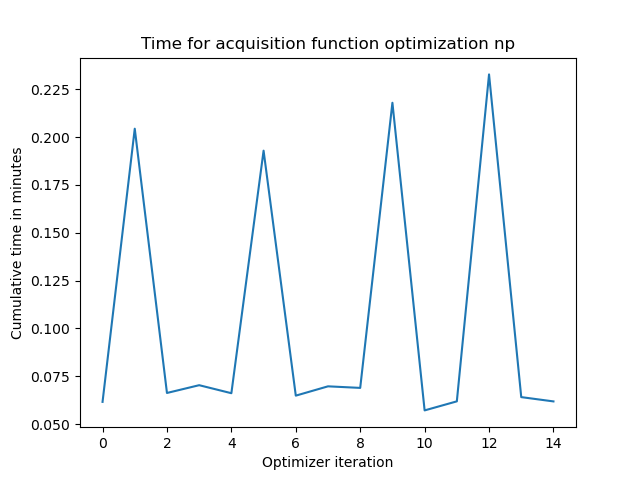 Time for acquisition function optimization np
Cumulative time in minutes
0.225
0.200
0.175
0.150
0.125
0.100
0.075
0.050
0 2 4 6 8 10 12 14
Optimizer iteration